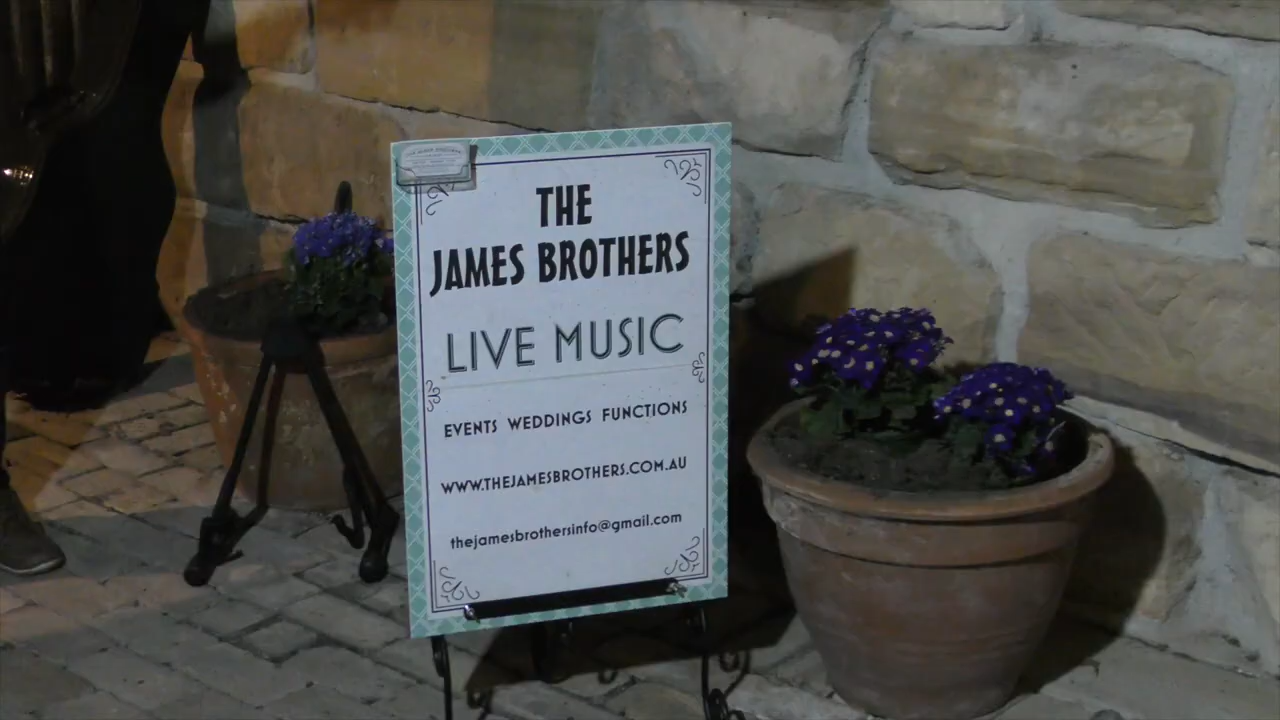 THE
JAMES BROTHERS
LIVE MUSIC
EVENTS WEDDINGS FUNCTIONS
WWW.THEJAMESBROTHERS.COM.AU
thejamesbrothersinfo@gmail.com